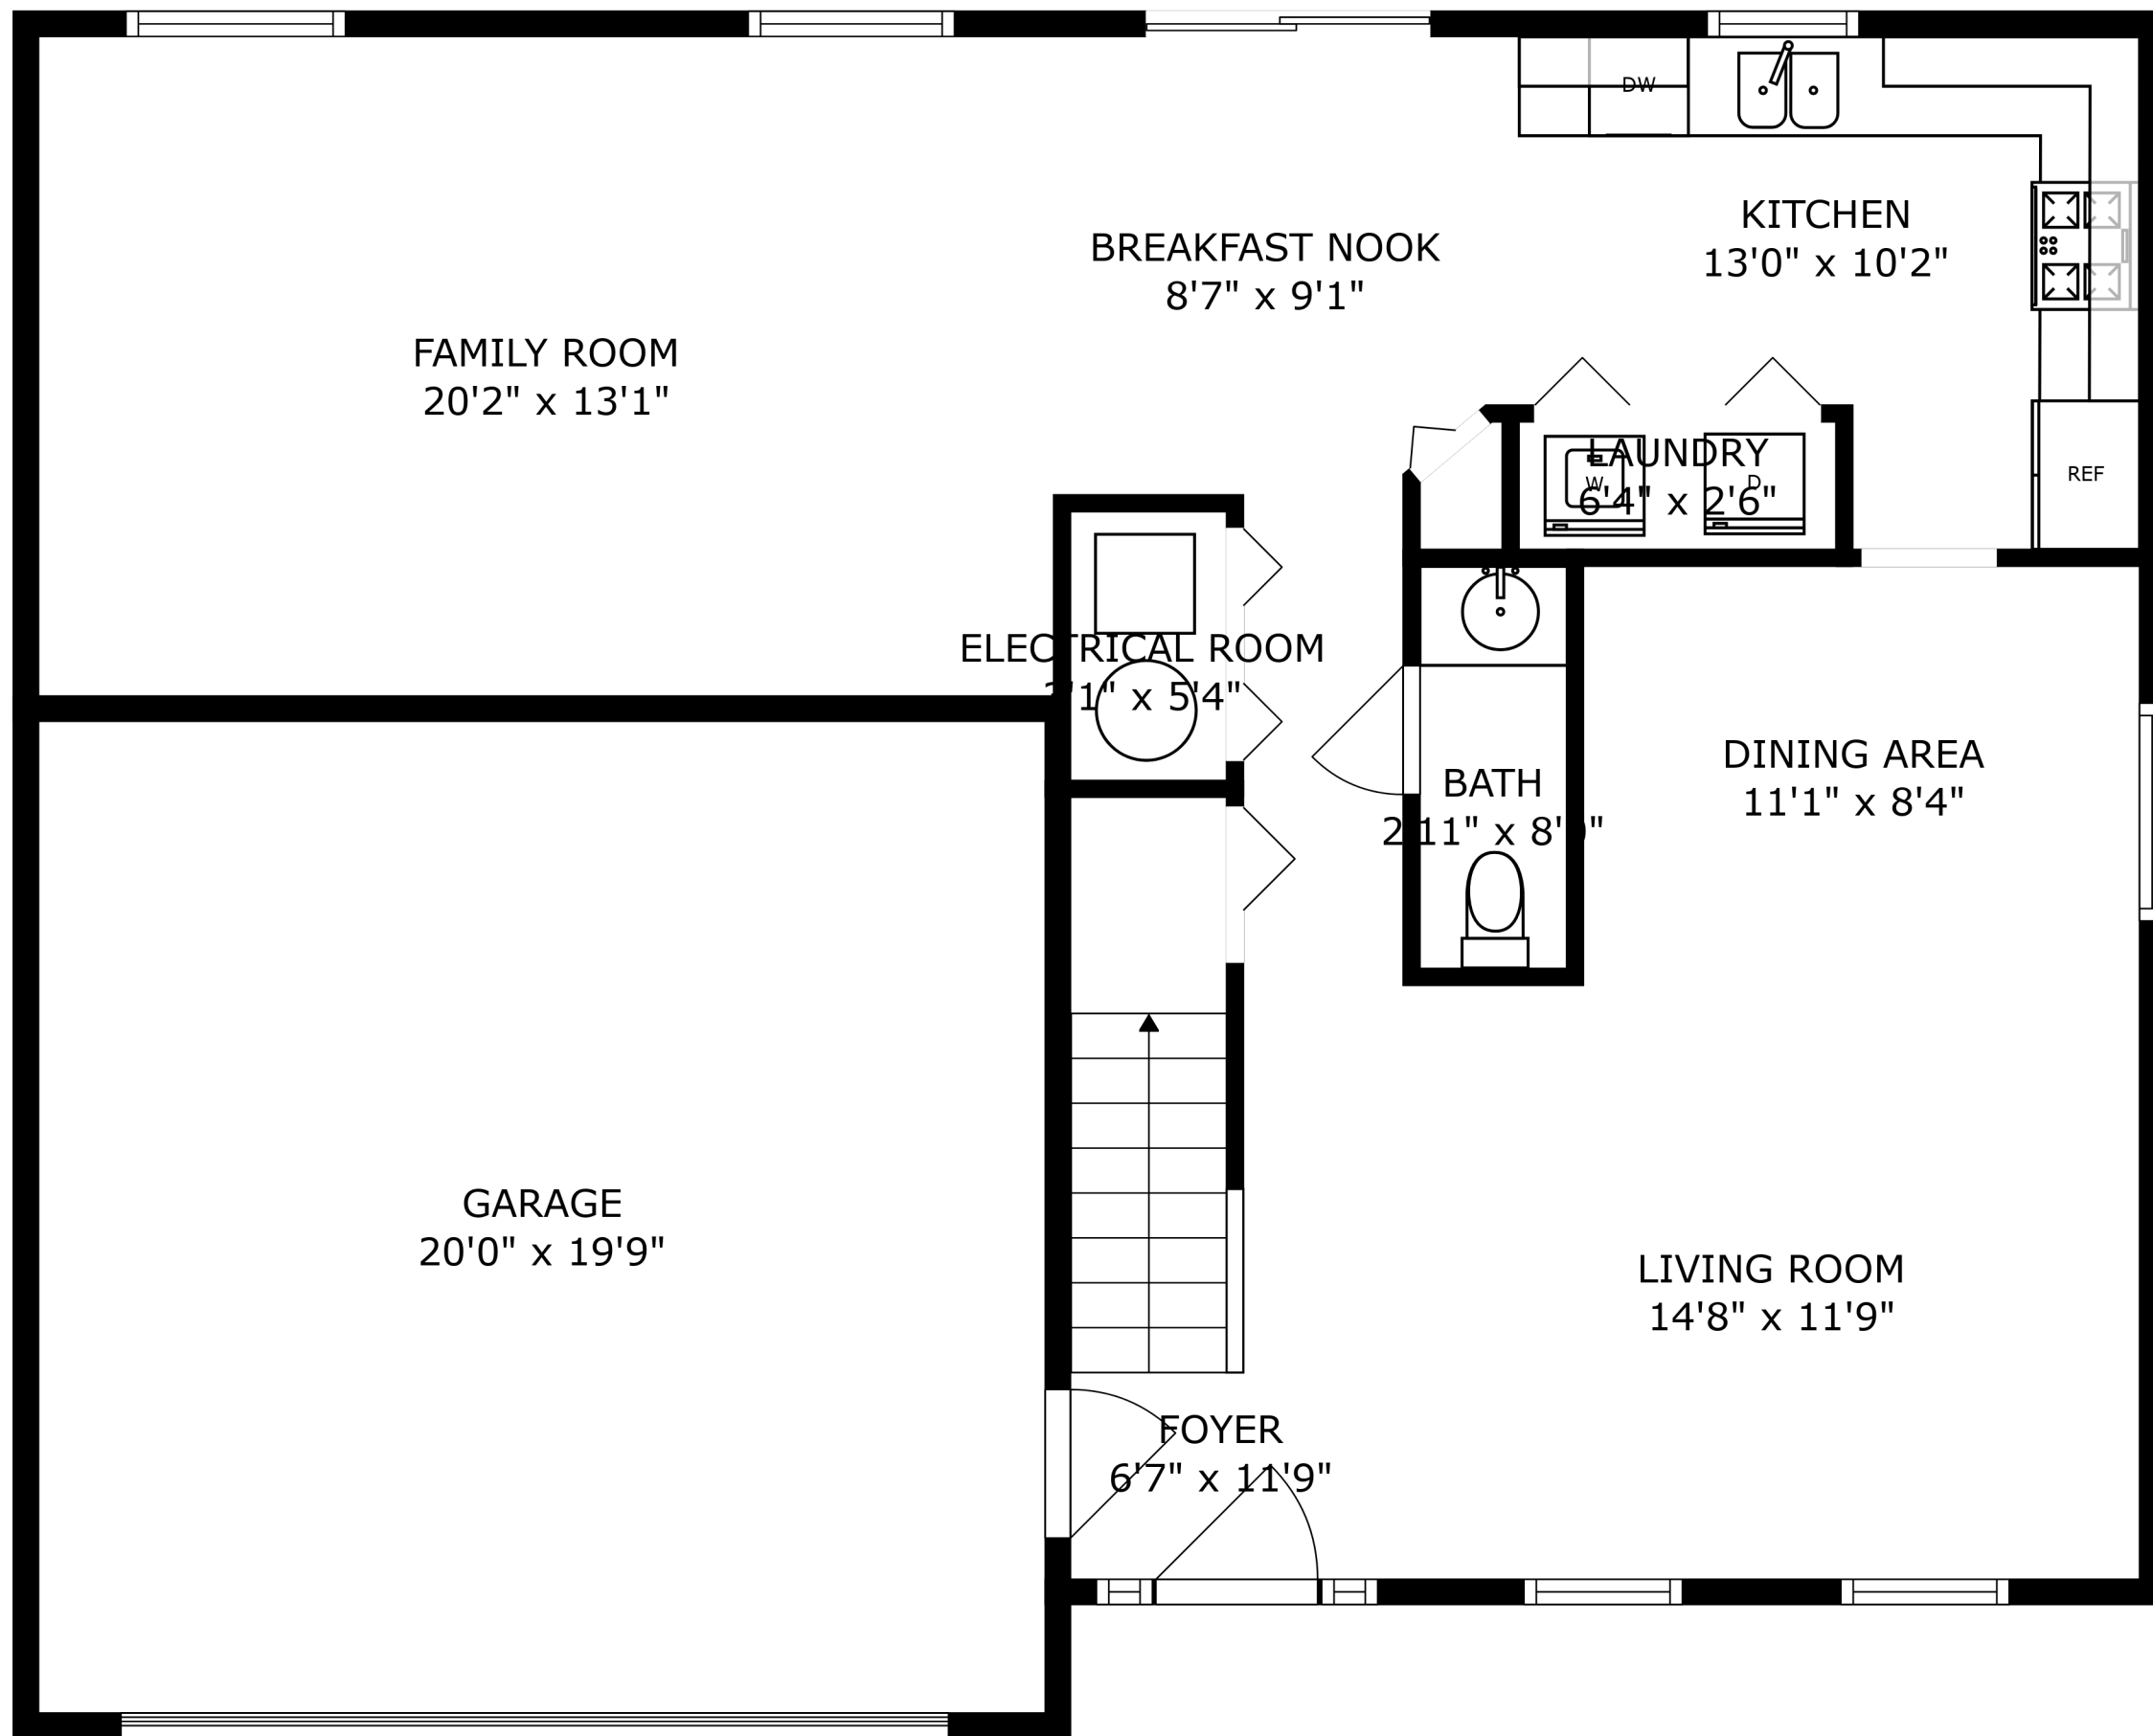 DW
KITCHEN
13'0" x 10'2"
BREAKFAST NOOK
8'7" x 9'1"
FAMILY ROOM
20'2" x 13'1"
LAUNDRY
6'4" x 2'6"
W
D
REF
ELECTRICAL ROOM
x 5'4"
DINING AREA
11'1" x 8'4"
BATH
2'11" x
GARAGE
20'0" x 19'9"
LIVING ROOM
14'8" x 11'9"
FOYER
6'7" x 11'9"